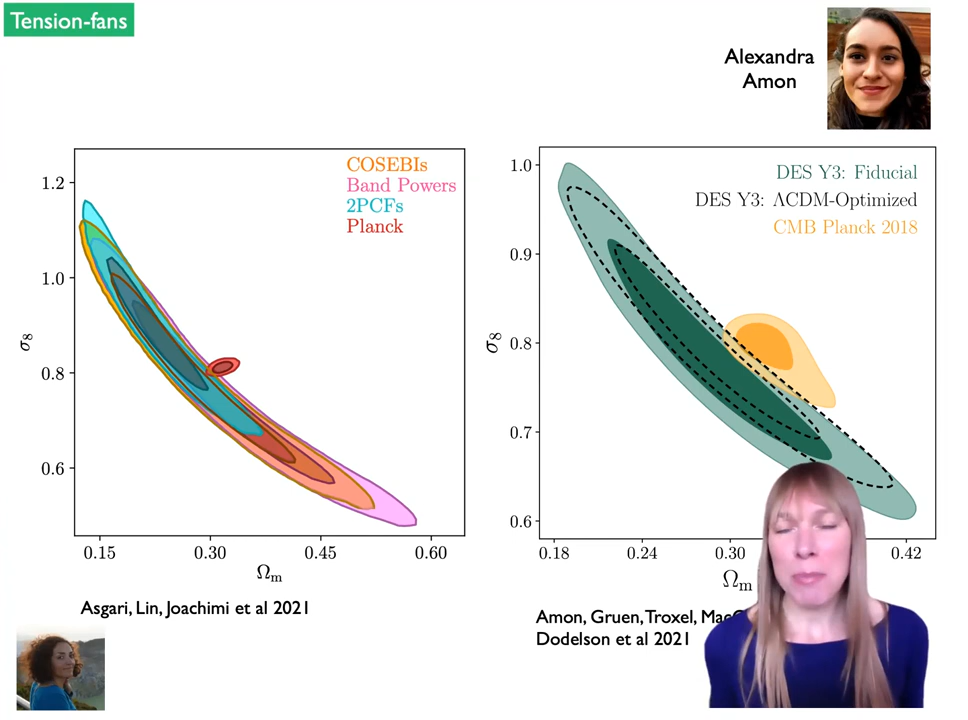 Tension-fans
Alexandra
Amon
COSEBIs
Band Powers
2PCFs
Planck
1.2
1.0
0.8
0.6
σ8
0.15
0.30
0.45
0.60
Ωm
Asgari, Lin, Joachimi et al 2021
DES Y3: Fiducial
DES Y3: ΛCDM-Optimized
CMB Planck 2018
1.0
0.9
0.8
0.7
0.6
σ8
0.18
0.24
0.30
0.42
Ωm
Amon, Gruen, Troxel,
Dodelson et al 2021